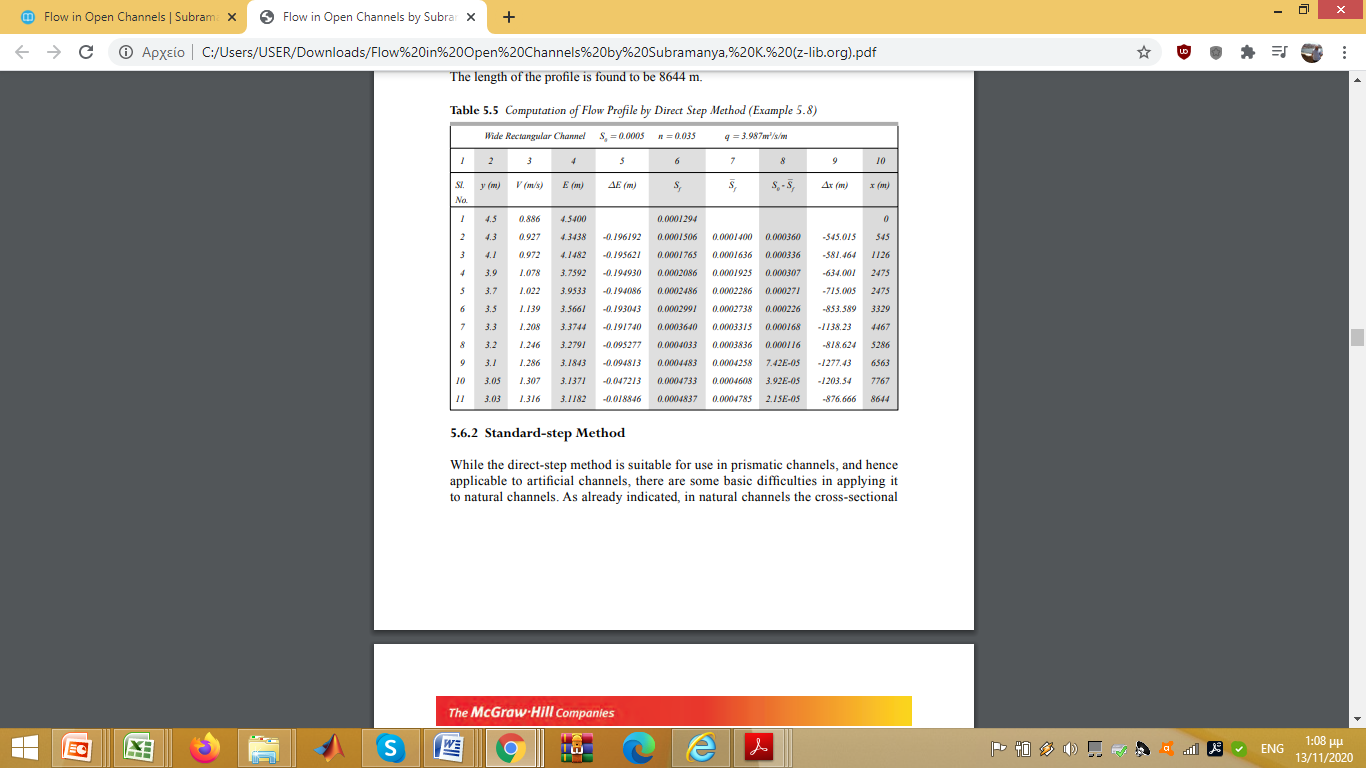 Flow in Open Channels | Subrama
Flow in Open Channels by Subra
Αρχείο | C:/Users/USER/Downloads/Flow%20in%20Open%20Channels%20by%20Subramanya,%20K.%20(z-lib.org).pdf
The length of the profile is found to be 8644 m.
Table 5.5 Computation of Flow Profile by Direct Step Method (Example 5.8)
Wide Rectangular Channel S₀ = 0.0005 n = 0.035 q = 3.987m³/s/m
1 2 3 4 5 6 7 8 9 10
Sl. No. y (m) V (m/s) E (m) ΔE (m) S_f S̄_f S₀-S̄_f Δx (m) x (m)
1 4.5 0.886 4.5400 0.0001294 0
2 4.3 0.927 4.3438 -0.196192 0.0001506 0.0001400 0.000360 -545.015 545
3 4.1 0.972 4.1482 -0.195621 0.0001765 0.0001636 0.000336 -581.464 1126
4 3.9 1.078 3.7592 -0.194930 0.0002086 0.0001925 0.000307 -634.001 2475
5 3.7 1.022 3.9533 -0.194086 0.0002486 0.0002286 0.000271 -715.005 2475
6 3.5 1.139 3.5661 -0.193043 0.0002991 0.0002738 0.000226 -853.589 3329
7 3.3 1.208 3.3744 -0.191740 0.0003640 0.0003315 0.000168 -1138.23 4467
8 3.2 1.246 3.2791 -0.095277 0.0004033 0.0003836 0.000116 -818.624 5286
9 3.1 1.286 3.1843 -0.094813 0.0004483 0.0004258 7.42E-05 -1277.43 6563
10 3.05 1.307 3.1371 -0.047213 0.0004733 0.0004608 3.92E-05 -1203.54 7767
11 3.03 1.316 3.1182 -0.018846 0.0004837 0.0004785 2.15E-05 -876.666 8644
5.6.2 Standard-step Method
While the direct-step method is suitable for use in prismatic channels, and hence
applicable to artificial channels, there are some basic difficulties in applying it
to natural channels. As already indicated, in natural channels the cross-sectional
The McGraw·Hill Companies
ENG
1:08 μμ
13/11/2020